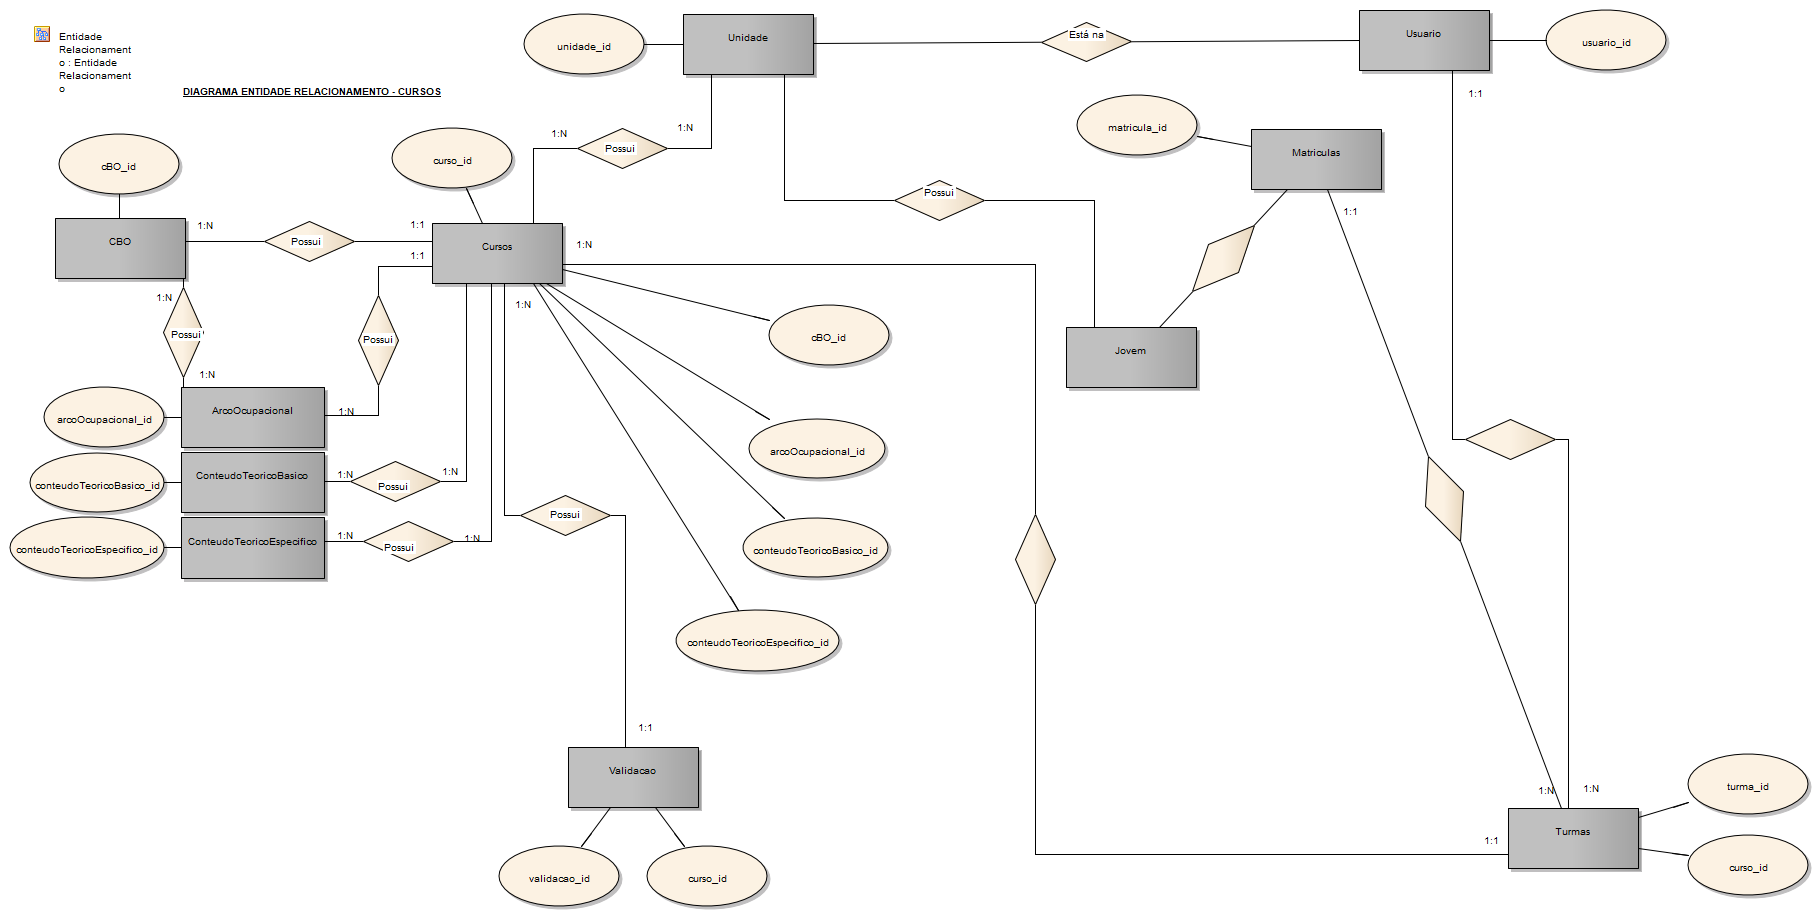 Entidade
Relacionament
o : Entidade
Relacionament
o
DIAGRAMA ENTIDADE RELACIONAMENTO - CURSOS
unidade_id
Unidade
Está na
Usuario
usuario_id
1:1
matricula_id
Matriculas
1:1
1:N
1:N
Possui
Possui
cBO_id
curso_id
CBO
1:N
Possui
1:1
1:1
Cursos
1:N
1:N
1:N
Possui
1:N
Possui
cBO_id
Jovem
arcoOcupacional_id
ArcoOcupacional
1:N
arcoOcupacional_id
conteudoTeoricoBasico_id
ConteudoTeoricoBasico
1:N
Possui
1:N
conteudoTeoricoEspecifico_id
ConteudoTeoricoEspecifico
1:N
Possui
1:N
Possui
conteudoTeoricoBasico_id
conteudoTeoricoEspecifico_id
1:1
Validacao
validacao_id
curso_id
1:N
1:N
1:1
Turmas
turma_id
curso_id